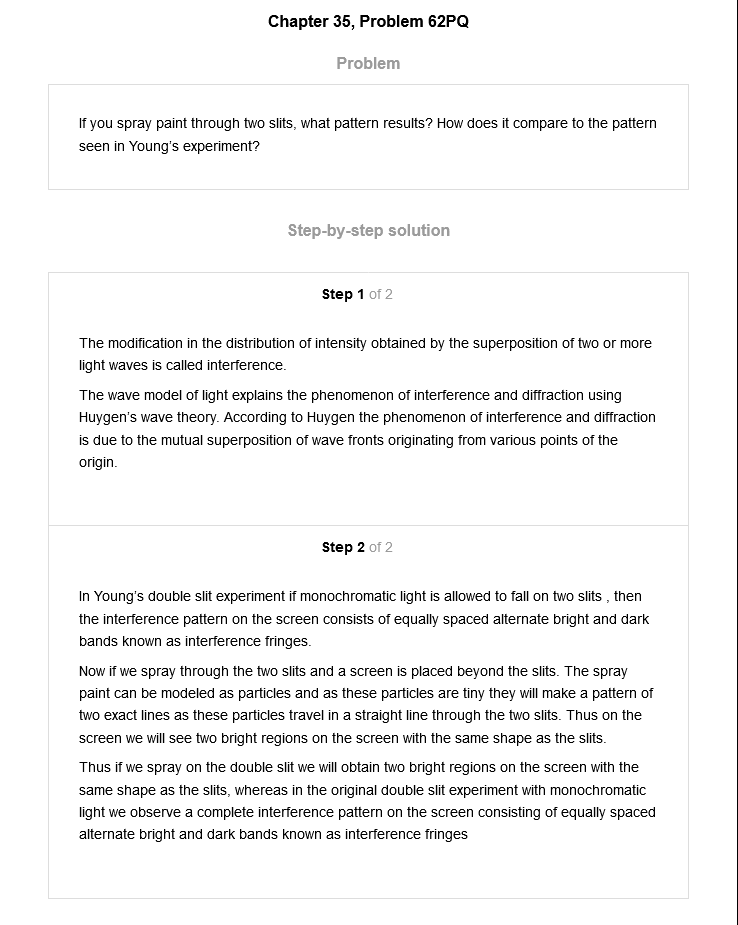 Chapter 35, Problem 62PQ
Problem
If you spray paint through two slits, what pattern results? How does it compare to the pattern
seen in Young's experiment?
Step-by-step solution
Step 1 of 2
The modification in the distribution of intensity obtained by the superposition of two or more
light waves is called interference.
The wave model of light explains the phenomenon of interference and diffraction using
Huygen's wave theory. According to Huygen the phenomenon of interference and diffraction
is due to the mutual superposition of wave fronts originating from various points of the
origin.
Step 2 of 2
In Young's double slit experiment if monochromatic light is allowed to fall on two slits , then
the interference pattern on the screen consists of equally spaced alternate bright and dark
bands known as interference fringes.
Now if we spray through the two slits and a screen is placed beyond the slits. The spray
paint can be modeled as particles and as these particles are tiny they will make a pattern of
two exact lines as these particles travel in a straight line through the two slits. Thus on the
screen we will see two bright regions on the screen with the same shape as the slits.
Thus if we spray on the double slit we will obtain two bright regions on the screen with the
same shape as the slits, whereas in the original double slit experiment with monochromatic
light we observe a complete interference pattern on the screen consisting of equally spaced
alternate bright and dark bands known as interference fringes